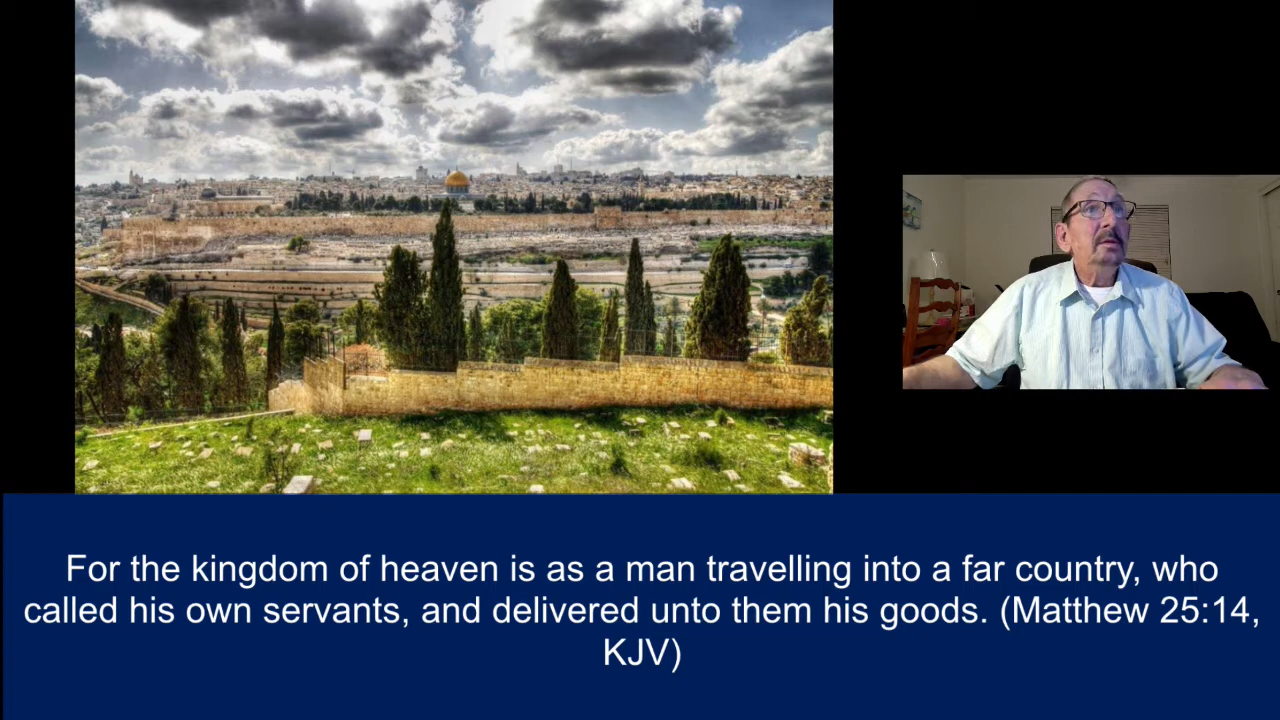 For the kingdom of heaven is as a man travelling into a far country, who
called his own servants, and delivered unto them his goods. (Matthew 25:14,
KJV)